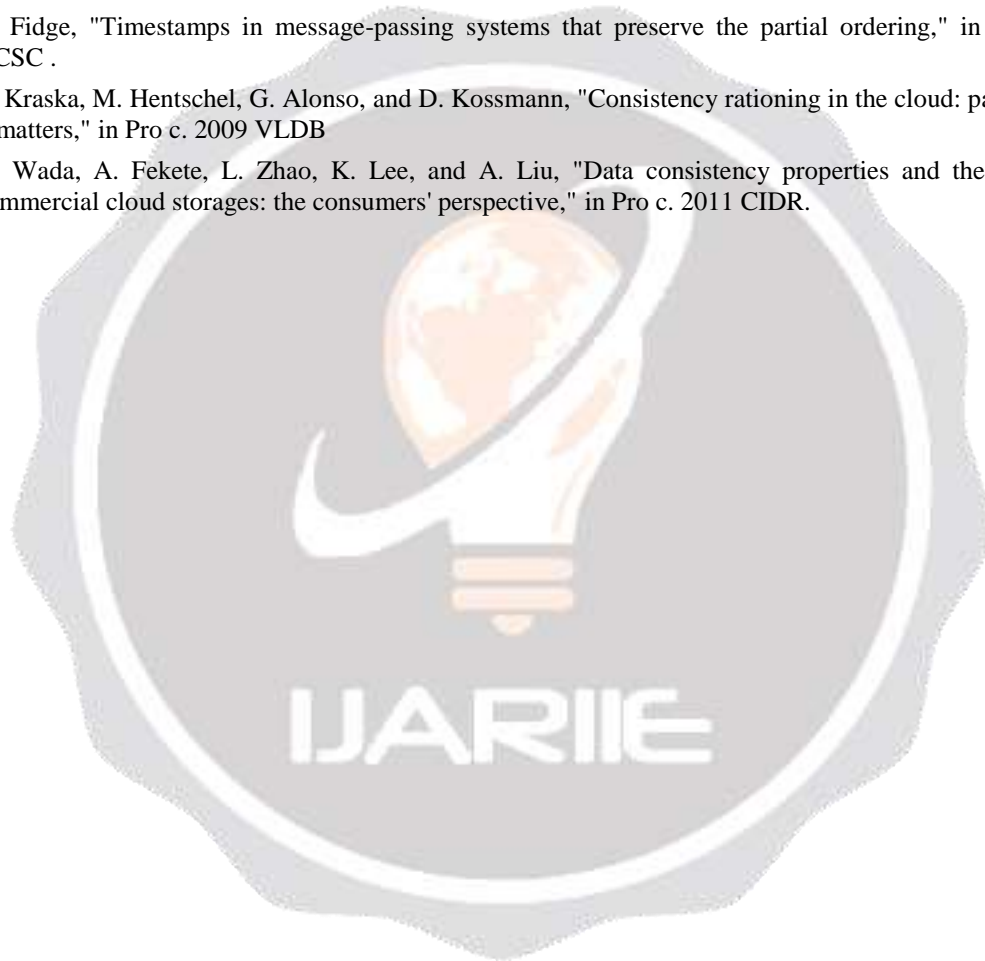 Fidge, "Timestamps in message-passing systems that preserve the partial ordering," in
CSC .
Kraska, M. Hentschel, G. Alonso, and D. Kossmann, "Consistency rationing in the cloud: pa
matters," in Pro c. 2009 VLDB
Wada, A. Fekete, L. Zhao, K. Lee, and A. Liu, "Data consistency properties and the
mmercial cloud storages: the consumers' perspective," in Pro c. 2011 CIDR.
IJARIIE